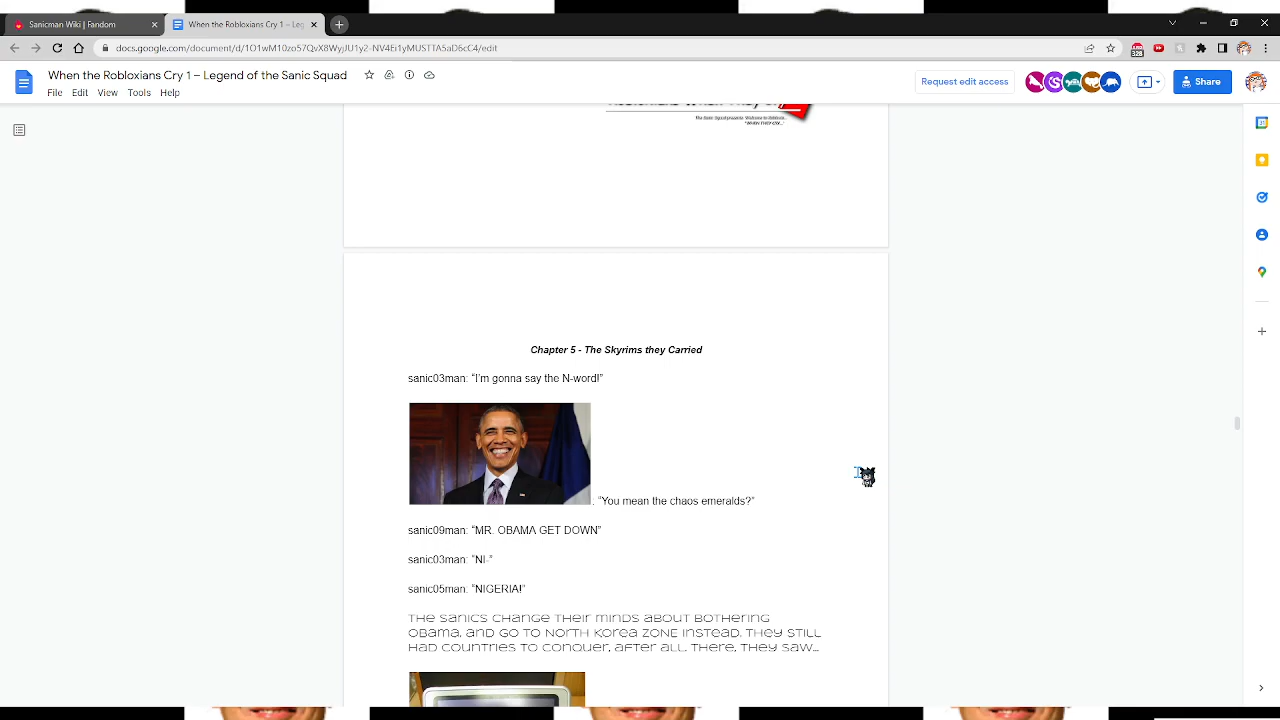 Sanicman Wiki | Fandom
When the Robloxians Cry 1 – Leg
docs.google.com/document/d/1O1wM10zo57QvX8WyjJU1y2-NV4Ei1yMUSTTA5aD6cC4/edit
When the Robloxians Cry 1 – Legend of the Sanic Squad
File Edit View Tools Help
Request edit access
Share
Chapter 5 - The Skyrims they Carried
sanic03man: “I’m gonna say the N-word!”
: “You mean the chaos emeralds?”
sanic09man: “MR. OBAMA GET DOWN”
sanic03man: “NI-”
sanic05man: “NIGERIA!”
The Sanics change their minds about bothering
Obama, and go to North Korea Zone instead. They still
had countries to conquer, after all. There, they saw...